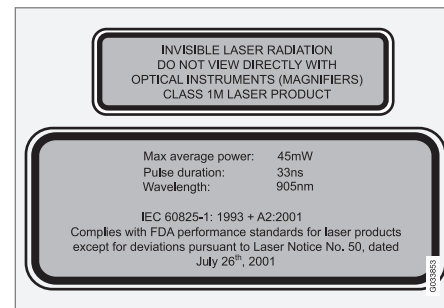 INVISIBLE LASER RADIATION
DO NOT VIEW DIRECTLY WITH
OPTICAL INSTRUMENTS (MAGNIFIERS)
CLASS 1M LASER PRODUCT
Max average power: 45mW
Pulse duration: 33ns
Wavelength: 905nm
IEC 60825-1: 1993 + A2:2001
Complies with FDA performance standards for laser products
except for deviations pursuant to Laser Notice No. 50, dated
July 26th, 2001
G033853